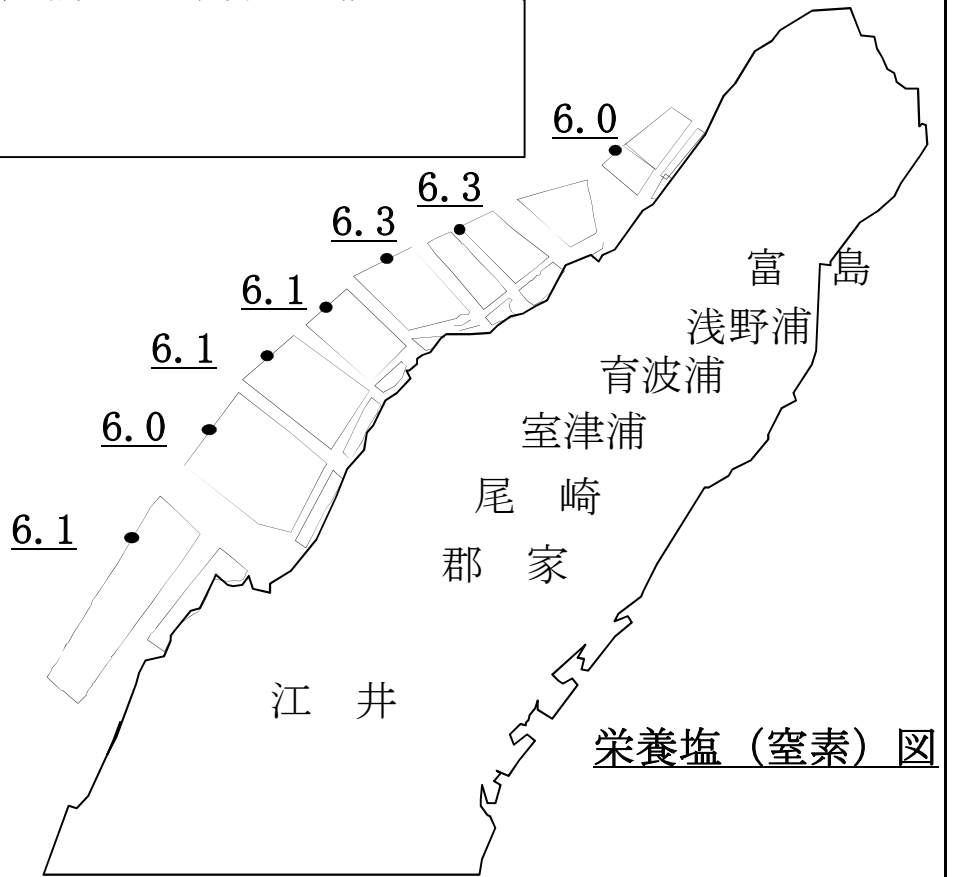 6.0
6.3
6.3
6.1
6.1
6.0
6.1
富 島
浅野浦
育波浦
室津浦
尾 崎
郡 家
江 井
栄養塩（窒素）図